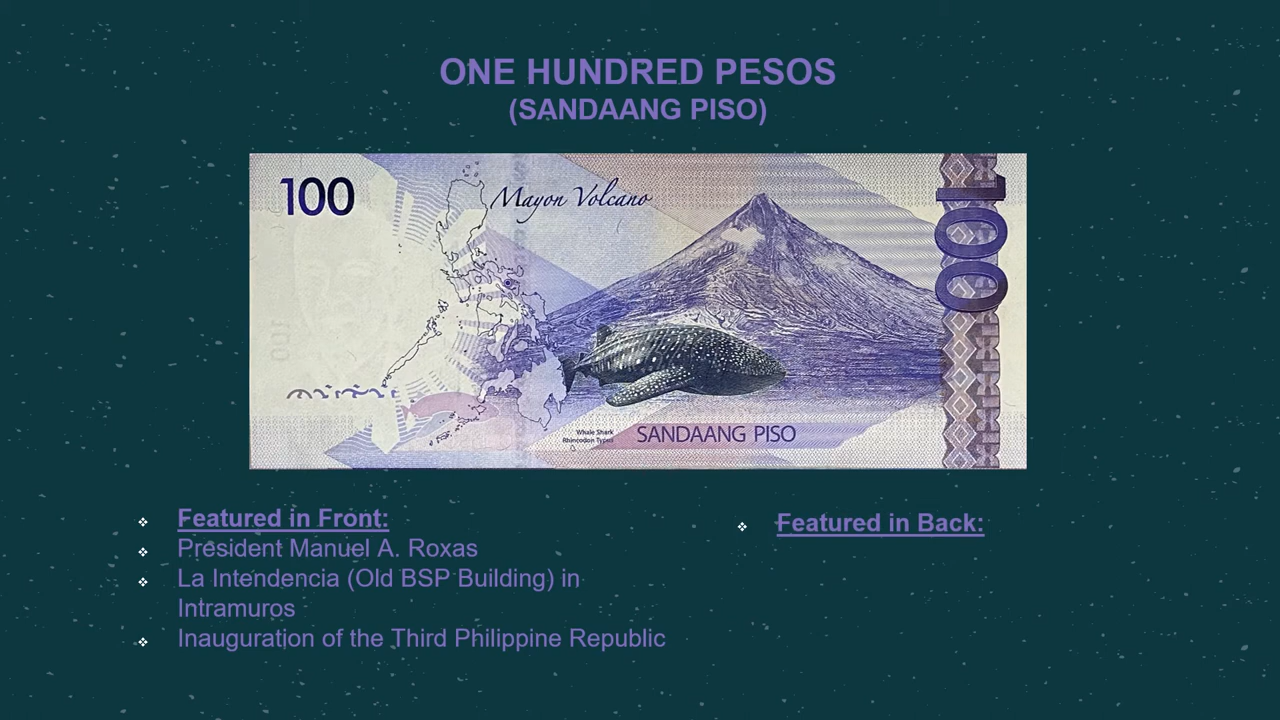 ONE HUNDRED PESOS
(SANDAANG PISO)
100
Mayon Volcano
100
Whale Shark
Rhincodon Typus
SANDAANG PISO
Featured in Front:
President Manuel A. Roxas
La Intendencia (Old BSP Building) in
Intramuros
Inauguration of the Third Philippine Republic
Featured in Back: